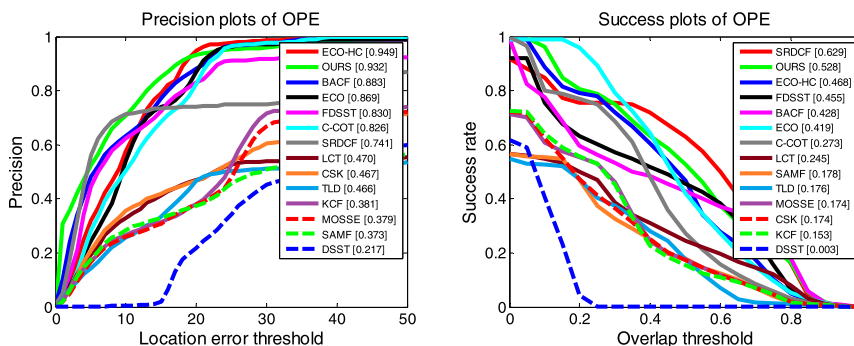 Precision plots of OPE
Precision
1
0.8
0.6
0.4
0.2
0
0
10
20
30
40
50
Location error threshold
ECO-HC [0.949]
OURS [0.932]
BACF [0.883]
ECO [0.869]
FDSST [0.830]
C-COT [0.826]
SRDCF [0.741]
LCT [0.470]
CSK [0.467]
TLD [0.466]
KCF [0.381]
MOSSE [0.379]
SAMF [0.373]
DSST [0.217]
Success plots of OPE
Success rate
1
0.8
0.6
0.4
0.2
0
0
0.2
0.4
0.6
0.8
Overlap threshold
SRDCF [0.629]
OURS [0.528]
ECO-HC [0.468]
FDSST [0.455]
BACF [0.428]
ECO [0.419]
C-COT [0.273]
LCT [0.245]
SAMF [0.178]
TLD [0.176]
MOSSE [0.174]
CSK [0.174]
KCF [0.153]
DSST [0.003]